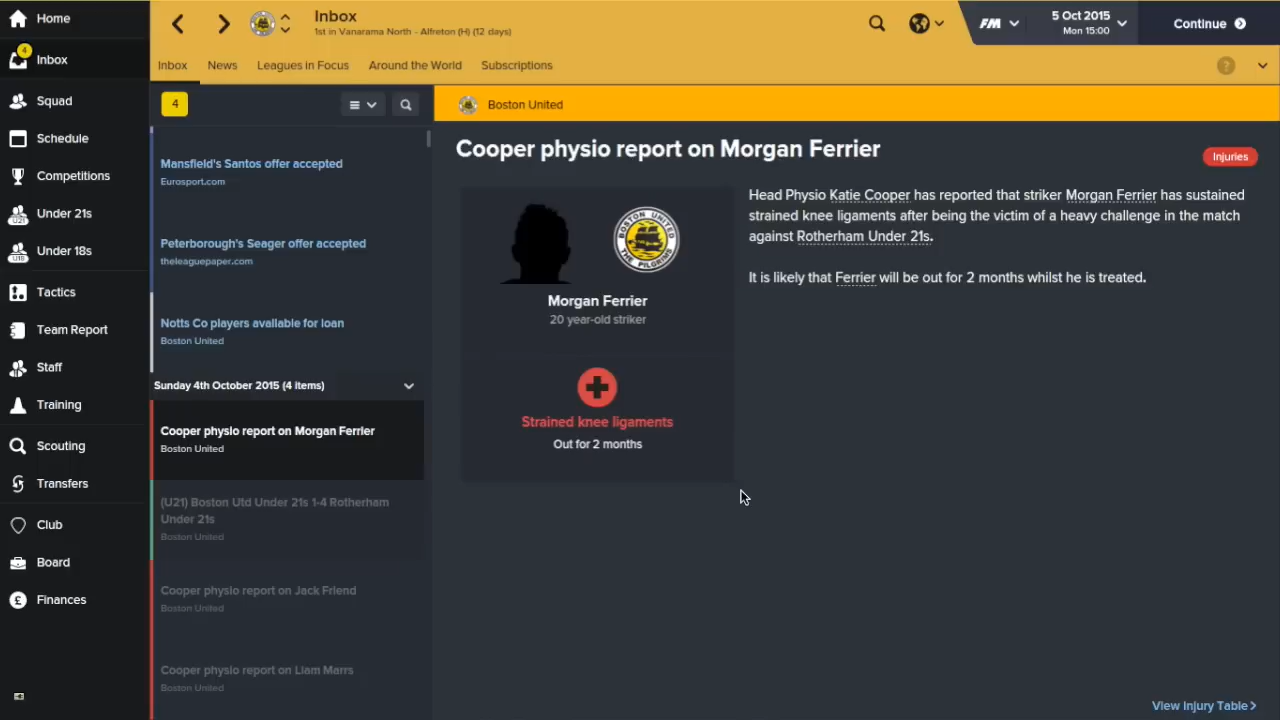 Home
4
Inbox
Squad
Schedule
Competitions
U21
Under 21s
U18
Under 18s
Tactics
Team Report
Staff
Training
Scouting
Transfers
Club
Board
£
Finances
Inbox
1st in Vanarama North - Alfreton (H) (12 days)
FM
5 Oct 2015
Mon 15:00
Continue
Inbox
News
Leagues in Focus
Around the World
Subscriptions
?
4
Mansfield's Santos offer accepted
Eurosport.com
Peterborough's Seager offer accepted
theleaguepaper.com
Notts Co players available for loan
Boston United
Sunday 4th October 2015 (4 items)
Cooper physio report on Morgan Ferrier
Boston United
(U21) Boston Utd Under 21s 1-4 Rotherham
Under 21s
Boston United
Cooper physio report on Jack Friend
Boston United
Cooper physio report on Liam Marrs
Boston United
Boston United
Cooper physio report on Morgan Ferrier
Injuries
BOSTON UNITED
THE PILGRIMS
Morgan Ferrier
20 year-old striker
Strained knee ligaments
Out for 2 months
Head Physio Katie Cooper has reported that striker Morgan Ferrier has sustained
strained knee ligaments after being the victim of a heavy challenge in the match
against Rotherham Under 21s.
It is likely that Ferrier will be out for 2 months whilst he is treated.
View Injury Table